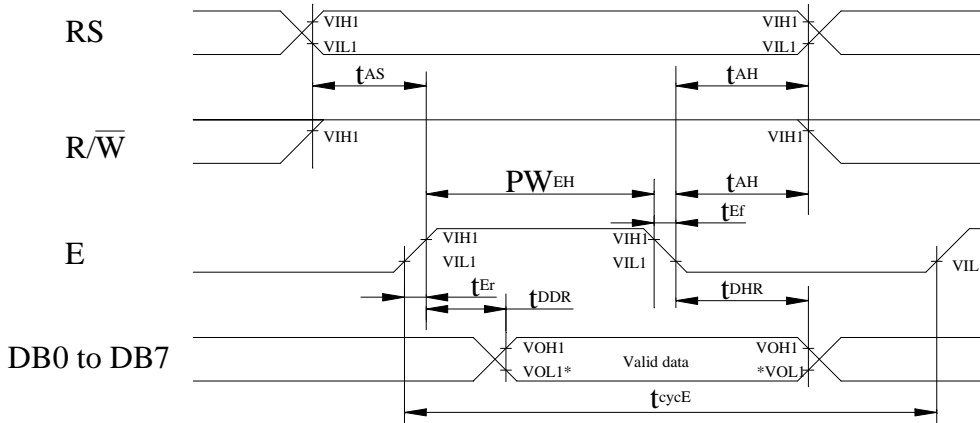 RS
VIH1
VIL1
VIH1
VIL1
tAS
tAH
R/W̅
VIH1
VIH1
PWEH
tAH
tEf
E
VIH1
VIL1
VIH1
VIL1
VIL
tEr
tDDR
tDHR
DB0 to DB7
VOH1
VOL1*
Valid data
VOH1
*VOL1
tcycE